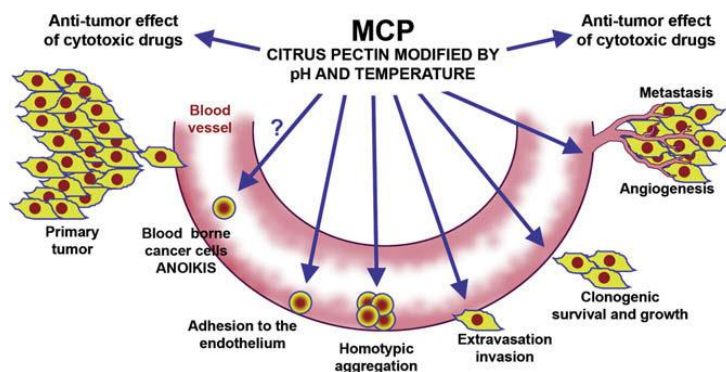 Anti-tumor effect
of cytotoxic drugs
MCP
CITRUS PECTIN MODIFIED BY
pH AND TEMPERATURE
Anti-tumor effect
of cytotoxic drugs
Blood
vessel
?
Metastasis
Angiogenesis
Primary
tumor
Blood borne
cancer cells
ANOIKIS
Adhesion to the
endothelium
Homotypic
aggregation
Extravasation
invasion
Clonogenic
survival and growth